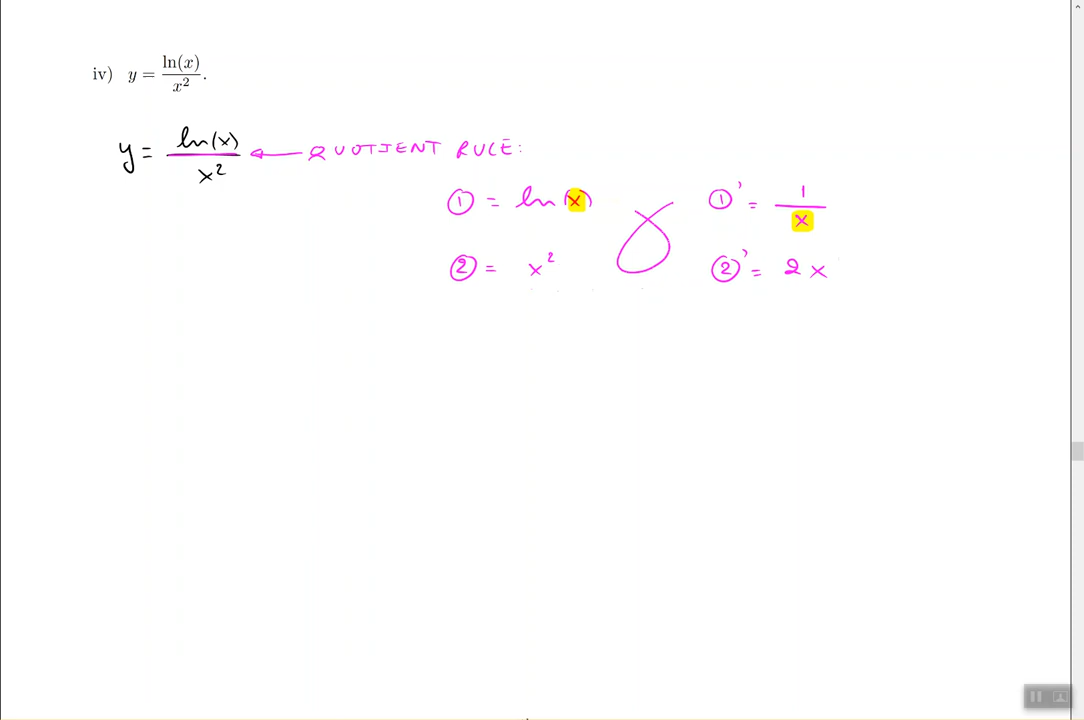 iv) y = ln(x)/x².
y = ln(x)/x² ← QUOTIENT RULE:
① = ln(x) ①' = 1/x
② = x² ②' = 2x